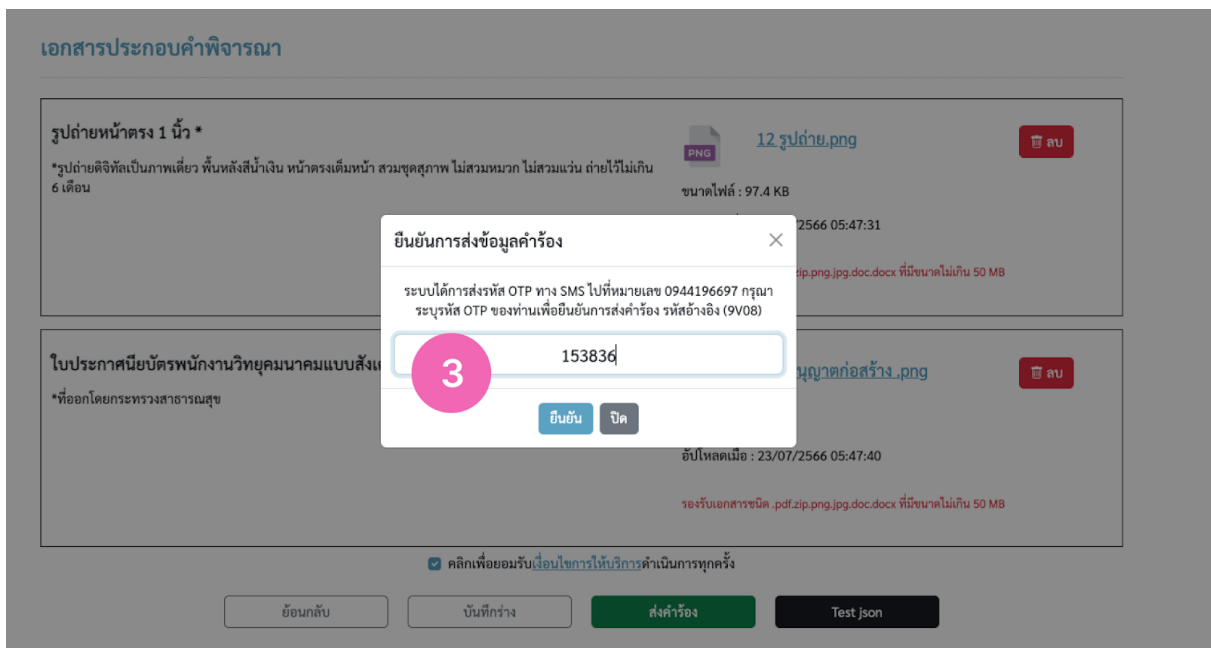 เอกสารประกอบคำพิจารณา
รูปถ่ายหน้าตรง 1 นิ้ว *
*รูปถ่ายดิจิทัลเป็นภาพเดี่ยว พื้นหลังสีน้ำเงิน หน้าตรงเต็มหน้า สวมชุดสุภาพ ไม่สวมหมวก ไม่สวมแว่น ถ่ายไว้ไม่เกิน
6 เดือน
PNG
12 รูปถ่าย.png
ลบ
ขนาดไฟล์ : 97.4 KB
/2566 05:47:31
zip.png.jpg.doc.docx ที่มีขนาดไม่เกิน 50 MB
ยืนยันการส่งข้อมูลคำร้อง
ระบบได้การส่งรหัส OTP ทาง SMS ไปที่หมายเลข 0944196697 กรุณา
ระบุรหัส OTP ของท่านเพื่อยืนยันการส่งคำร้อง รหัสอ้างอิง (9V08)
153836
3
ยืนยัน
ปิด
ใบประกาศนียบัตรพนักงานวิทยุคมนาคมแบบสังเ
*ที่ออกโดยกระทรวงสาธารณสุข
นุญาตก่อสร้าง .png
ลบ
อัปโหลดเมื่อ : 23/07/2566 05:47:40
รองรับเอกสารชนิด .pdf.zip.png.jpg.doc.docx ที่มีขนาดไม่เกิน 50 MB
คลิกเพื่อยอมรับเงื่อนไขการให้บริการดำเนินการทุกครั้ง
ย้อนกลับ
บันทึกร่าง
ส่งคำร้อง
Test json